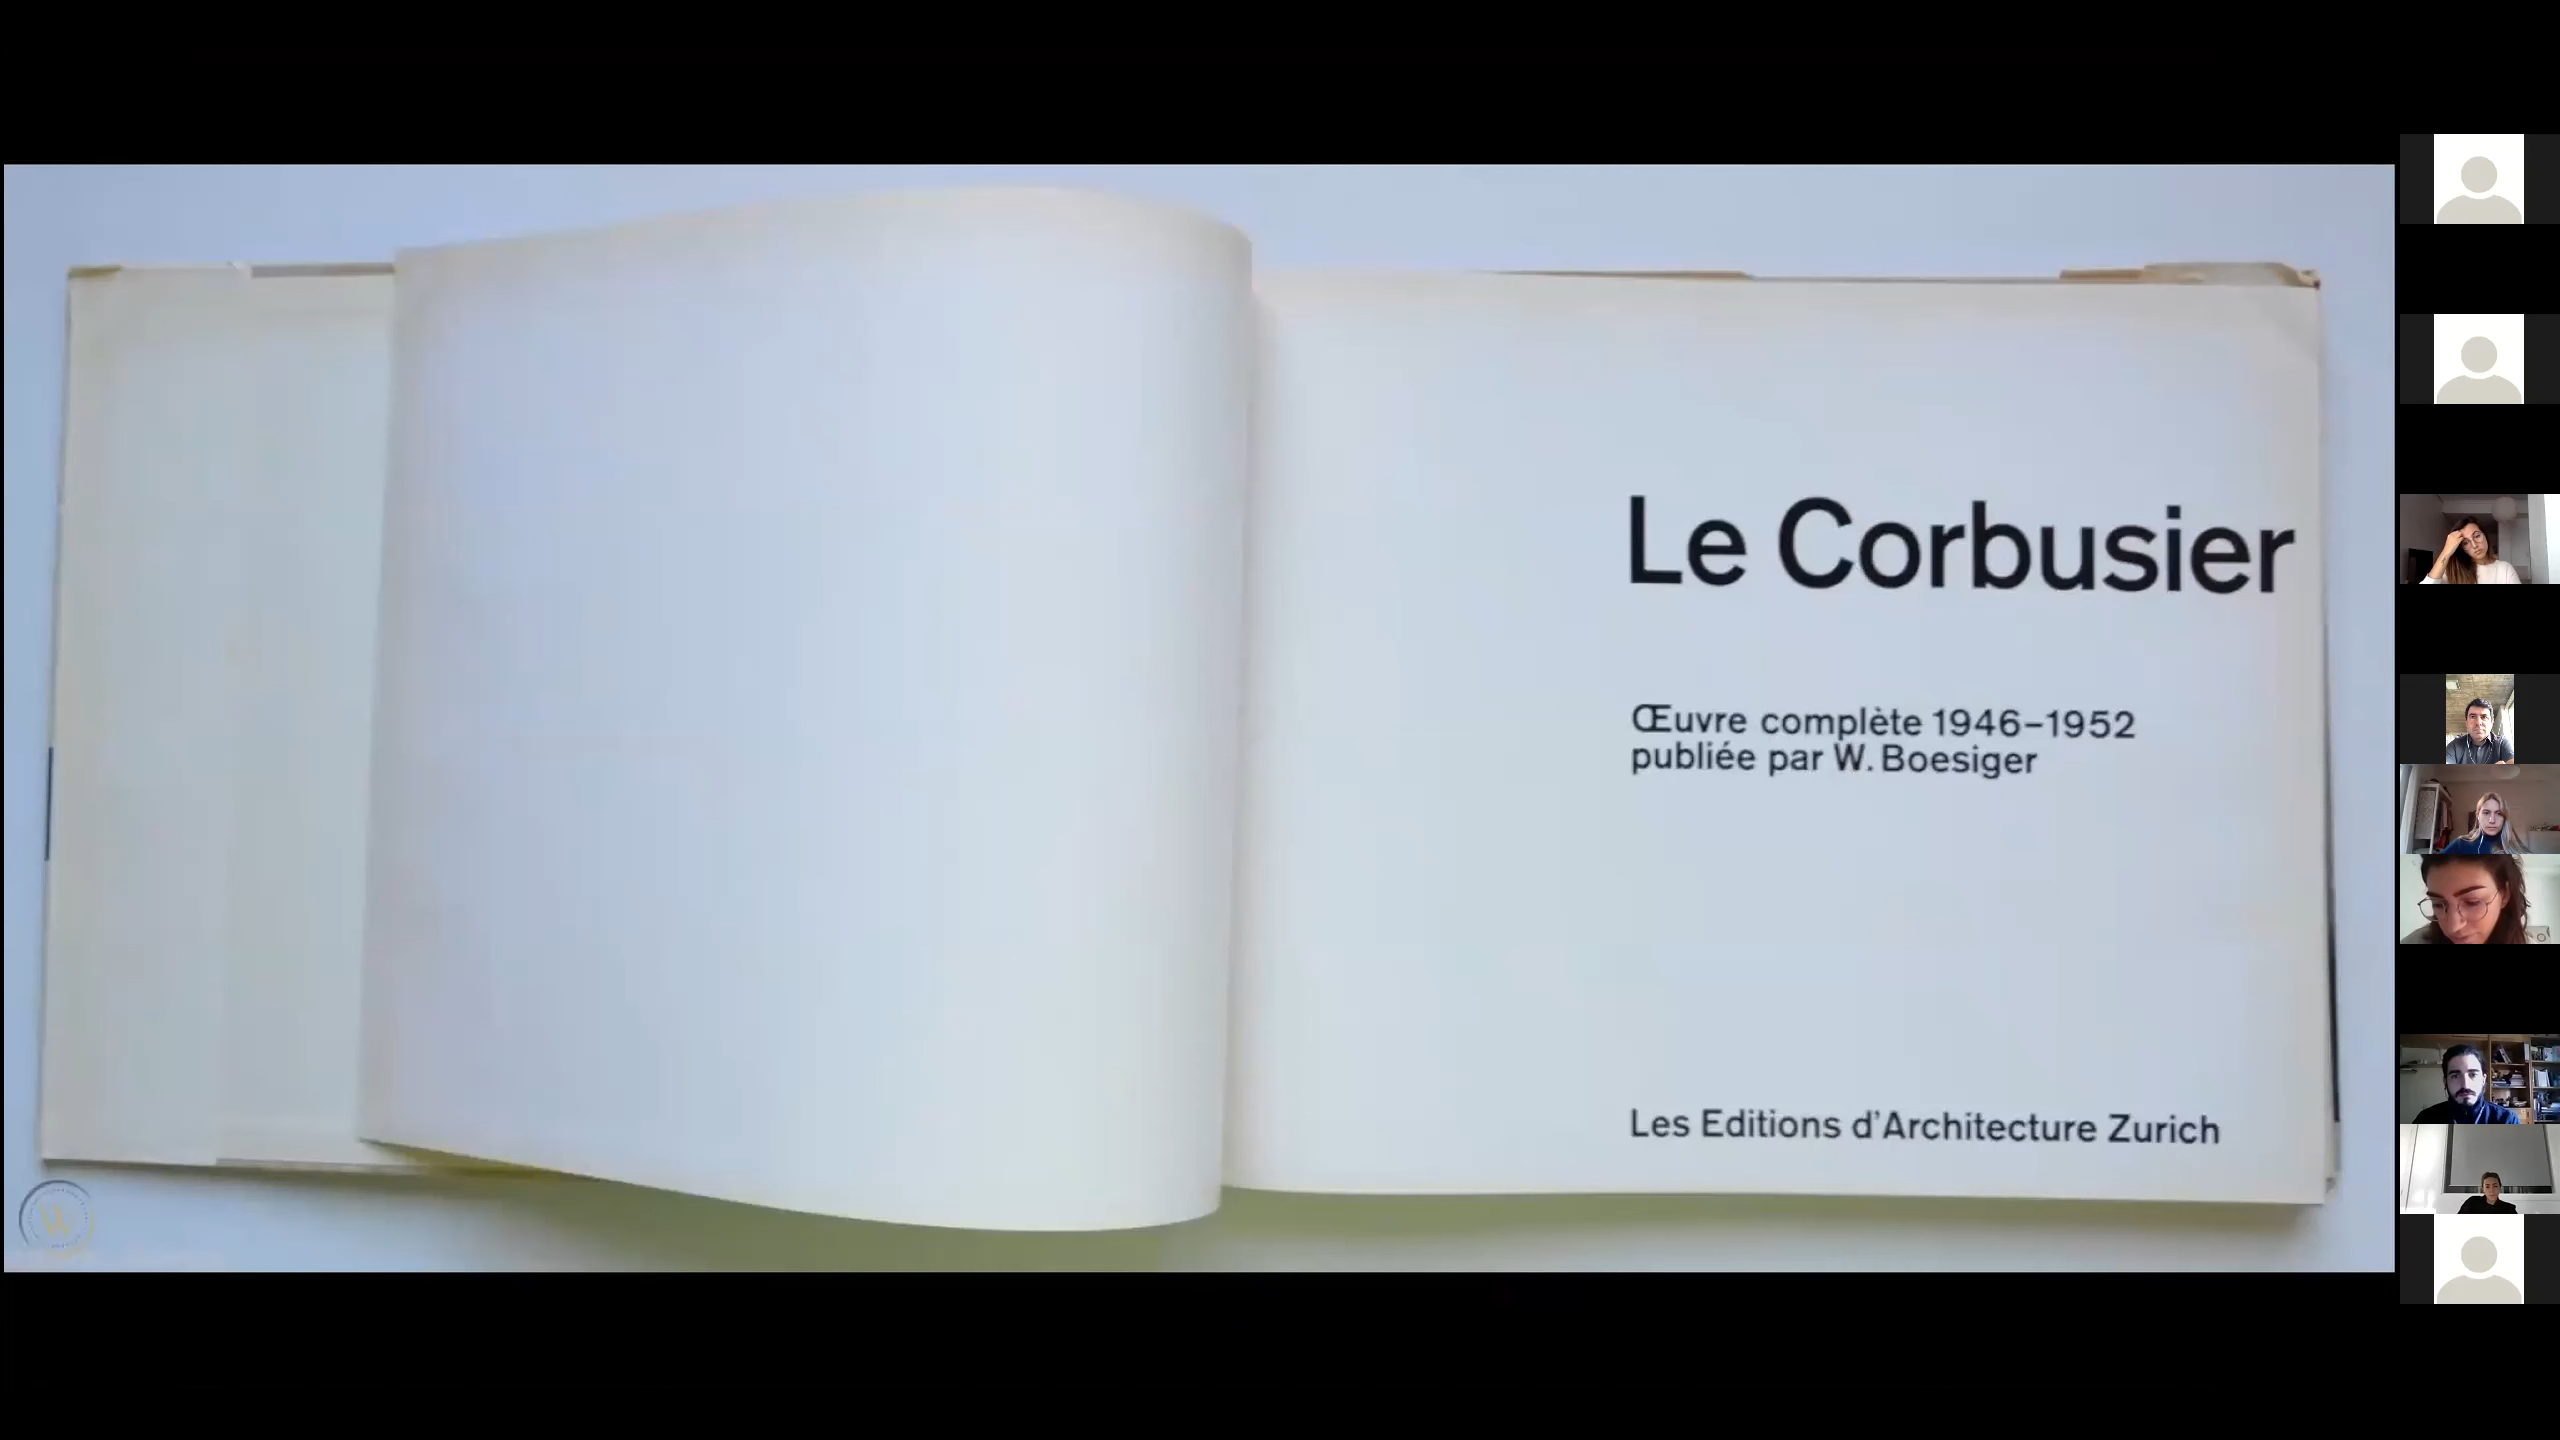 Le Corbusier
Œuvre complète 1946–1952
publiée par W. Boesiger
Les Editions d'Architecture Zurich